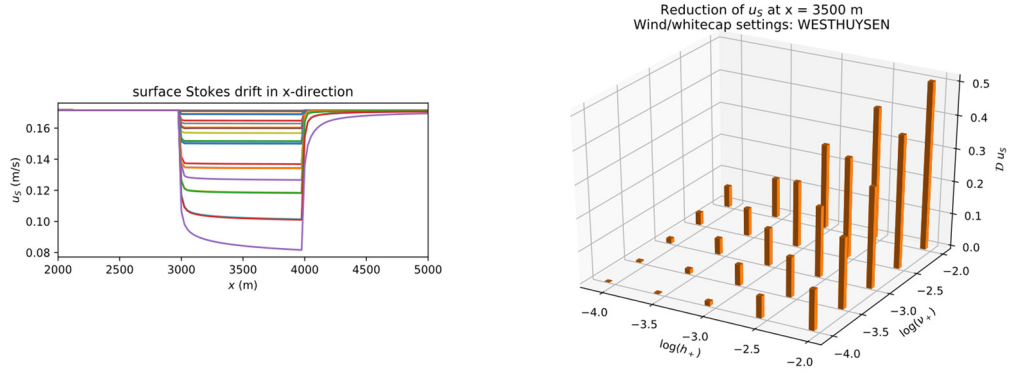 surface Stokes drift in x-direction
0.16
0.14
0.12
0.10
0.08
u_S (m/s)
2000 2500 3000 3500 4000 4500 5000
x (m)
Reduction of u_S at x = 3500 m
Wind/whitecap settings: WESTHUYSEN
0.5
0.4
0.3
0.2
0.1
0.0
D u_S
−4.0 −3.5 −3.0 −2.5 −2.0
log(h_+)
−4.0 −3.5 −3.0 −2.5 −2.0
log(ν_+)